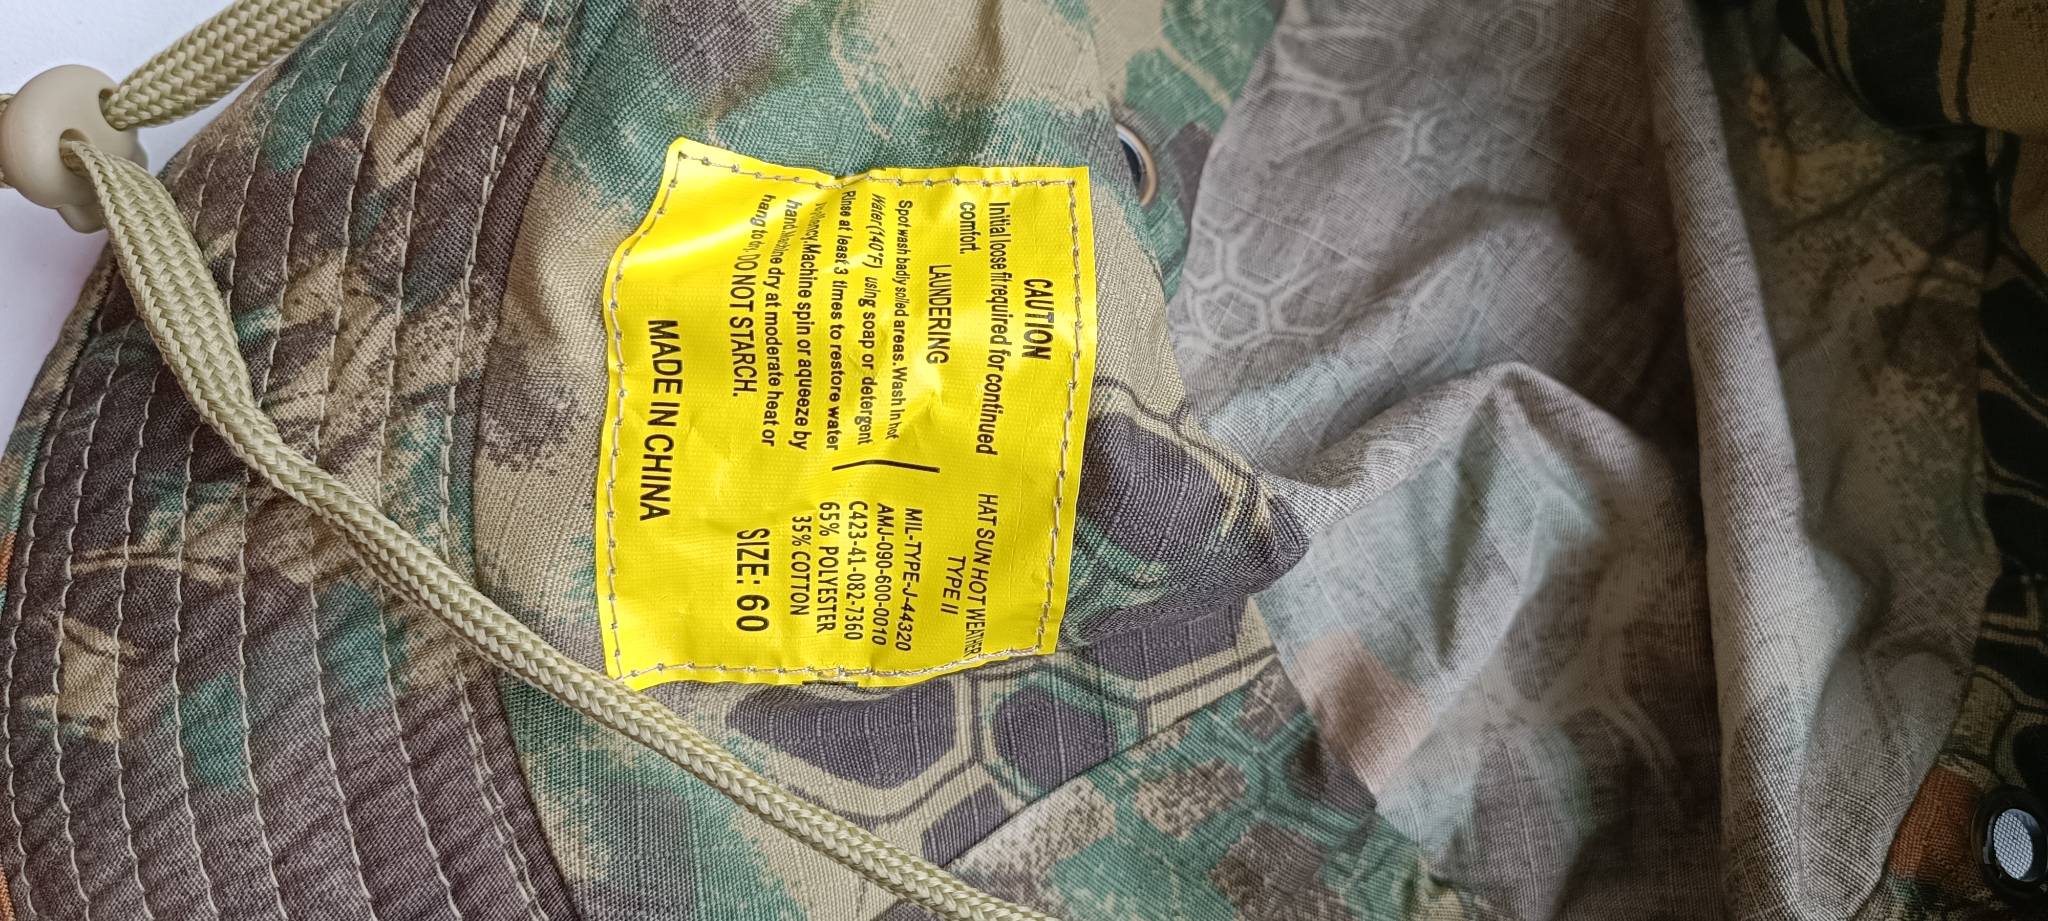 CAUTION
Initial loose fit required for continued
comfort.
LAUNDERING
Spot wash badly soiled areas.Wash in hot
Water(140°F) using soap or detergent
Rinse at least 3 times to restore water
Machine spin or aqueeze by
hand.Machine dry at moderate heat or
hang to dry, DO NOT STARCH.
HAT SUN HOT WEATHER
TYPE II
MIL-TYPE-J-44320
AMJ-090-600-0010
C423-41-082-7360
65% POLYESTER
35% COTTON
SIZE: 60
MADE IN CHINA